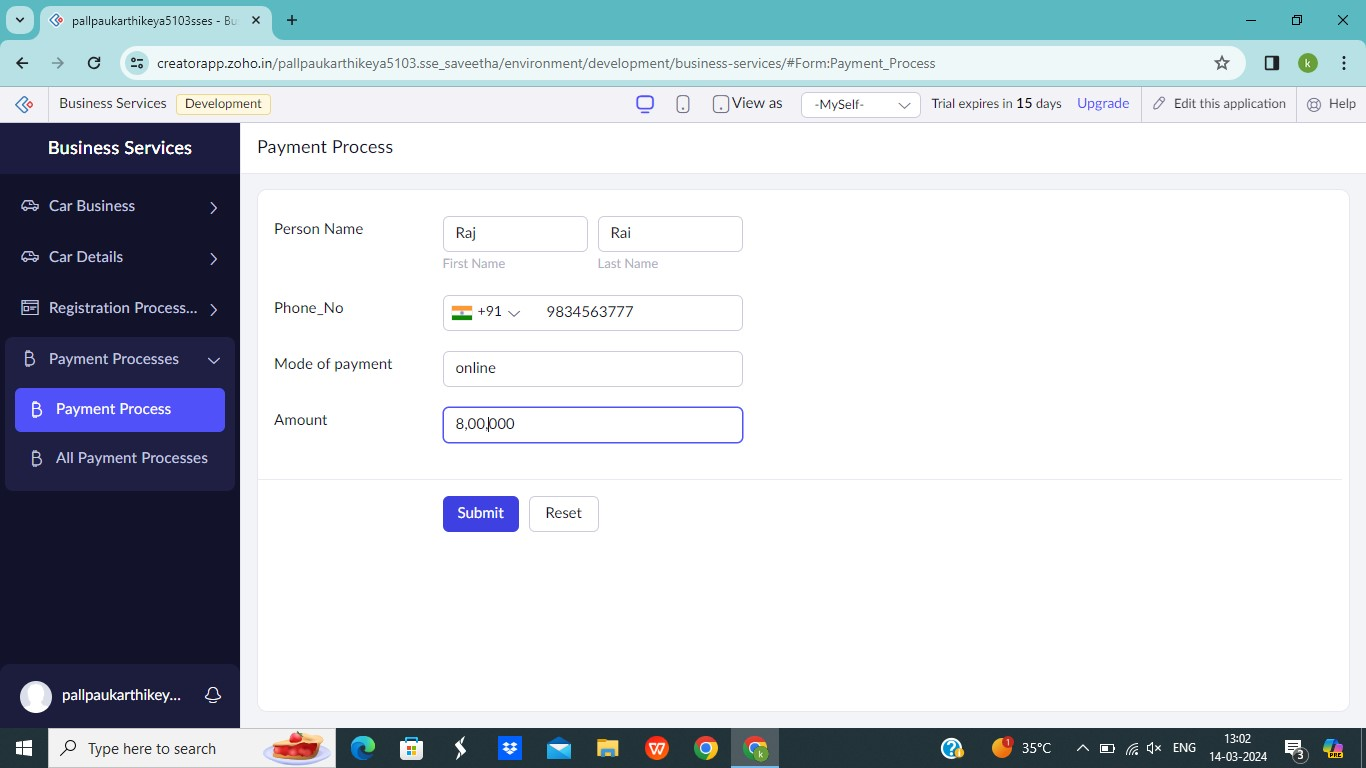 pallpaukarthikeya5103sses - Bu
creatorapp.zoho.in/pallpaukarthikeya5103.sse_saveetha/environment/development/business-services/#Form:Payment_Process
k
Business Services Development View as -MySelf- Trial expires in 15 days Upgrade Edit this application Help
Business Services
Payment Process
Car Business
Car Details
Registration Process...
Payment Processes
Payment Process
All Payment Processes
Person Name Raj Rai
First Name Last Name
Phone_No +91 9834563777
Mode of payment online
Amount 8,00,000
Submit Reset
pallpaukarthikey...
Type here to search
35°C
ENG
13:02
14-03-2024
3
PRE